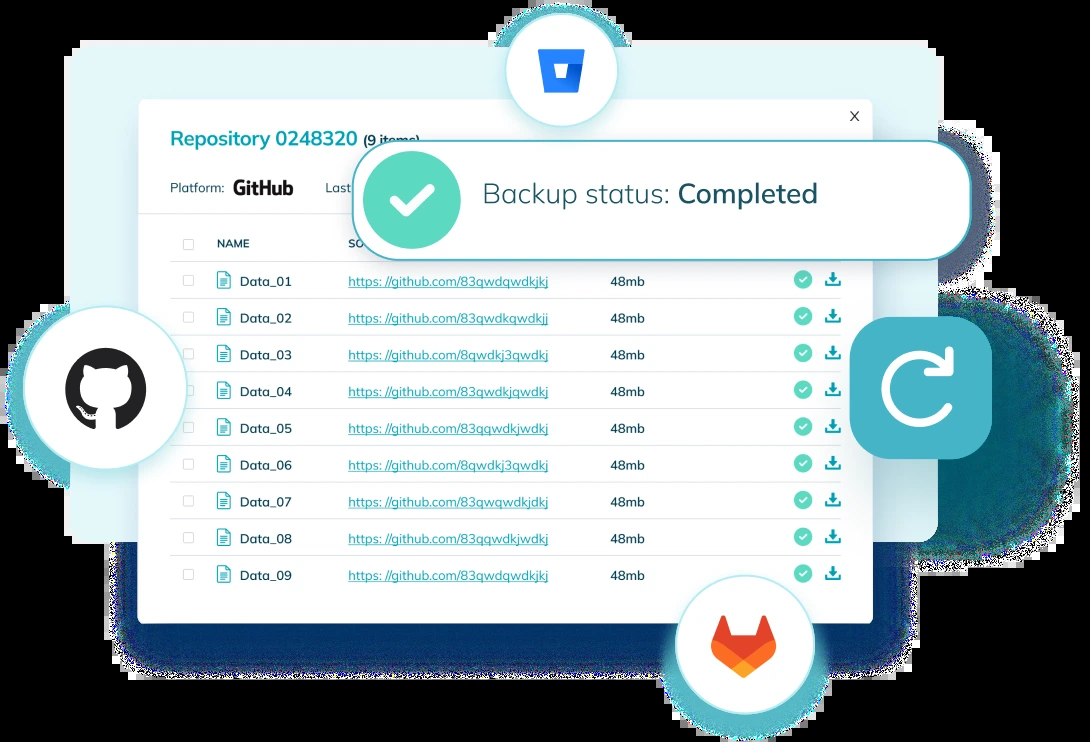 Repository 0248320 (9 items)
X
Backup status: Completed
Platform: GitHub Last
NAME
Data_01 https: //github.com/83qwdqwdkjkj 48mb
Data_02 https: //github.com/83qwdkqwdkjj 48mb
Data_03 https: //github.com/8qwdkj3qwdkj 48mb
Data_04 https: //github.com/83qwdkjqwdkj 48mb
Data_05 https: //github.com/83qqwdkjwdkj 48mb
Data_06 https: //github.com/8qwdkj3qwdkj 48mb
Data_07 https: //github.com/83qwqwdkjdkj 48mb
Data_08 https: //github.com/83qqwdkjwdkj 48mb
Data_09 https: //github.com/83qwdqwdkjkj 48mb